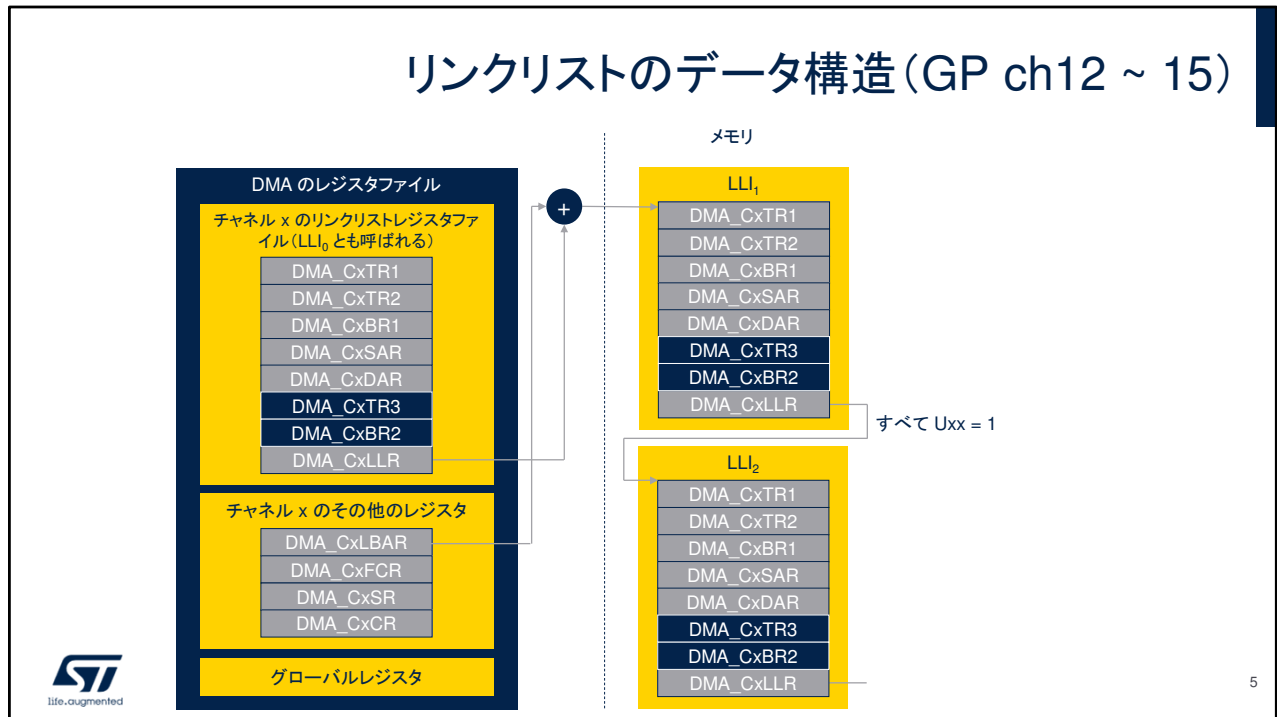 リンクリストのデータ構造（GP ch12 ~ 15）
メモリ
DMA のレジスタファイル
チャネル x のリンクリストレジスタファ
イル（LLI0 とも呼ばれる）
DMA_CxTR1
DMA_CxTR2
DMA_CxBR1
DMA_CxSAR
DMA_CxDAR
DMA_CxTR3
DMA_CxBR2
DMA_CxLLR
チャネル x のその他のレジスタ
DMA_CxLBAR
DMA_CxFCR
DMA_CxSR
DMA_CxCR
グローバルレジスタ
+
LLI1
DMA_CxTR1
DMA_CxTR2
DMA_CxBR1
DMA_CxSAR
DMA_CxDAR
DMA_CxTR3
DMA_CxBR2
DMA_CxLLR
すべて Uxx = 1
LLI2
DMA_CxTR1
DMA_CxTR2
DMA_CxBR1
DMA_CxSAR
DMA_CxDAR
DMA_CxTR3
DMA_CxBR2
DMA_CxLLR
ST
life.augmented
5